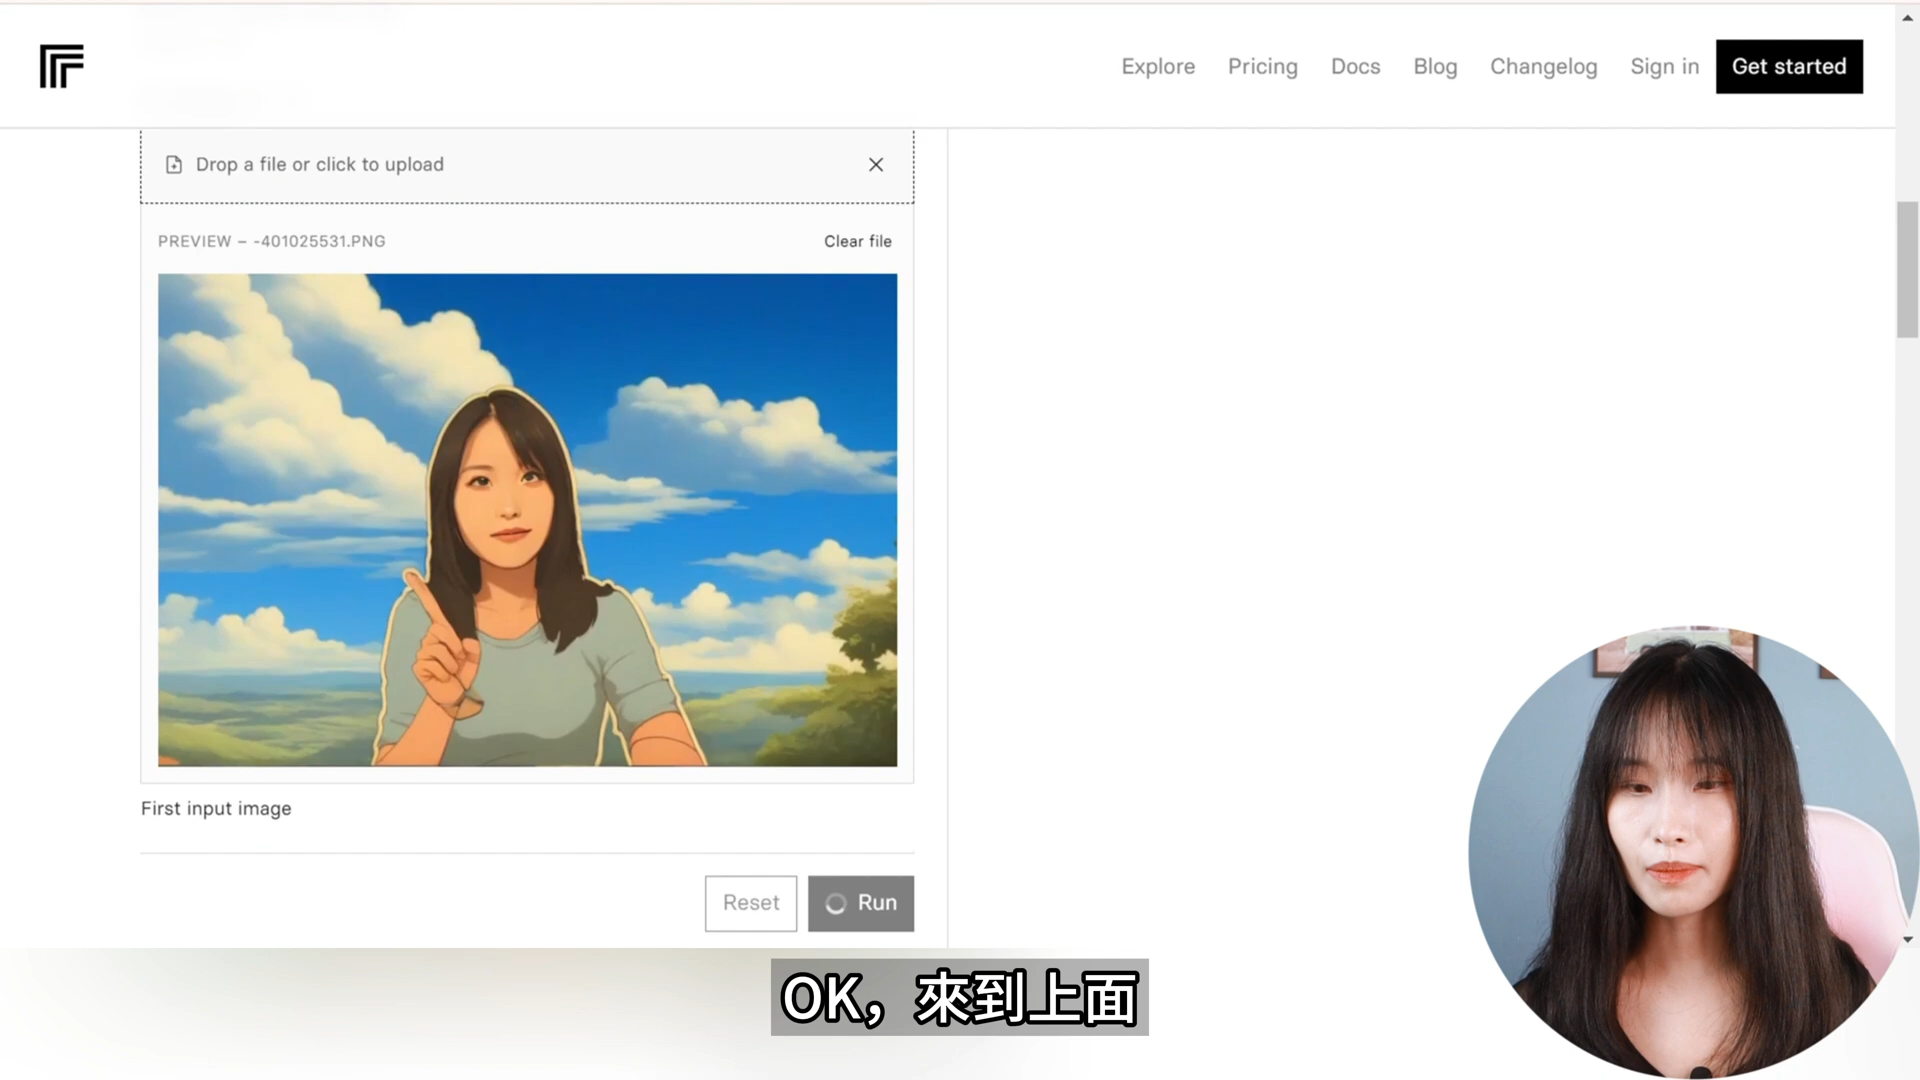 Explore
Pricing
Docs
Blog
Changelog
Sign in
Get started
Drop a file or click to upload
PREVIEW – -401025531.PNG
Clear file
First input image
Reset
Run
OK，來到上面